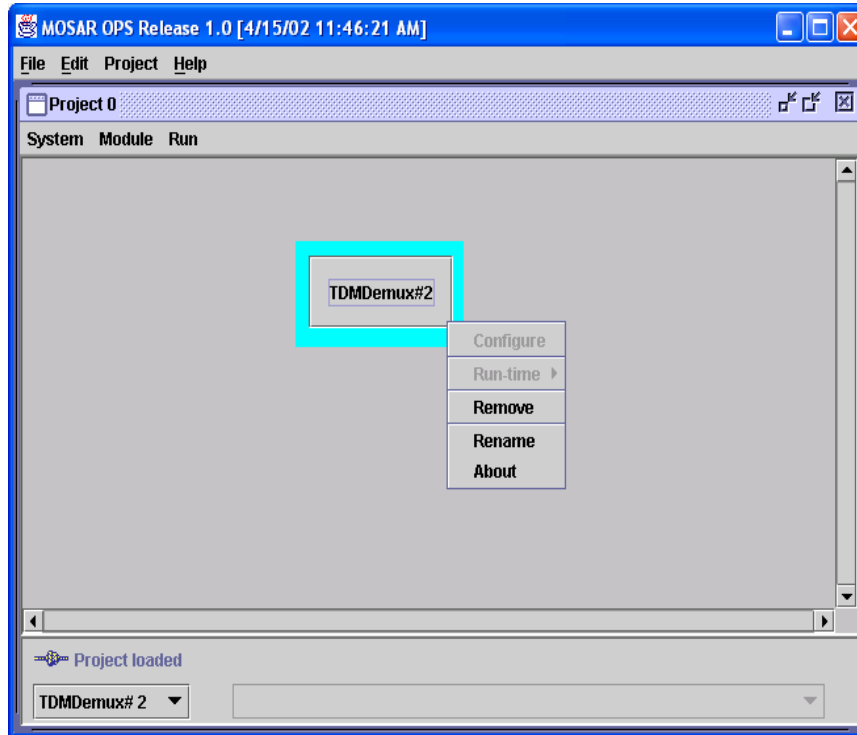 MOSAR OPS Release 1.0 [4/15/02 11:46:21 AM]
File Edit Project Help
Project 0
System Module Run
TDMDemux#2
Configure
Run-time
Remove
Rename
About
Project loaded
TDMDemux# 2